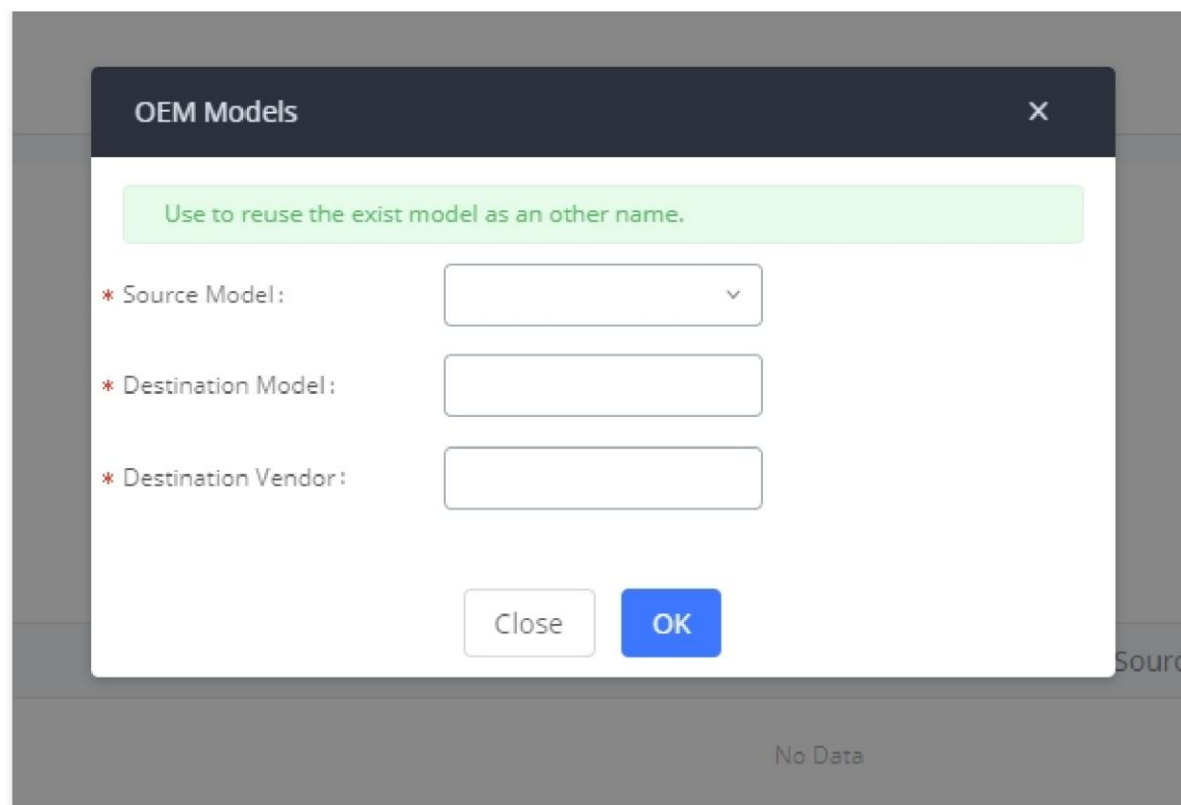 OEM Models
Use to reuse the exist model as an other name.
* Source Model:
* Destination Model:
* Destination Vendor:
Close OK
No Data